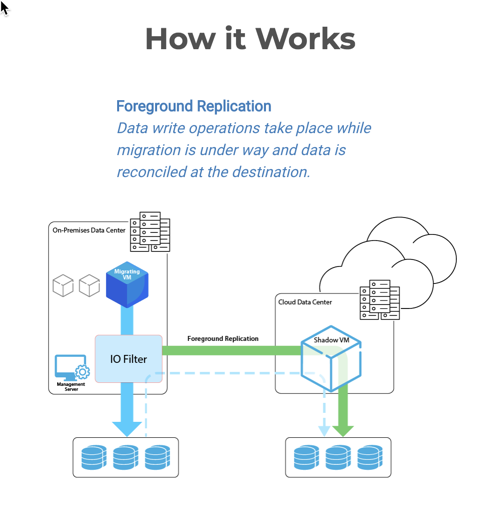 How it Works
Foreground Replication
Data write operations take place while
migration is under way and data is
reconciled at the destination.
On-Premises Data Center
Migrating
VM
Cloud Data Center
Foreground Replication
Shadow VM
IO Filter
Management
Server